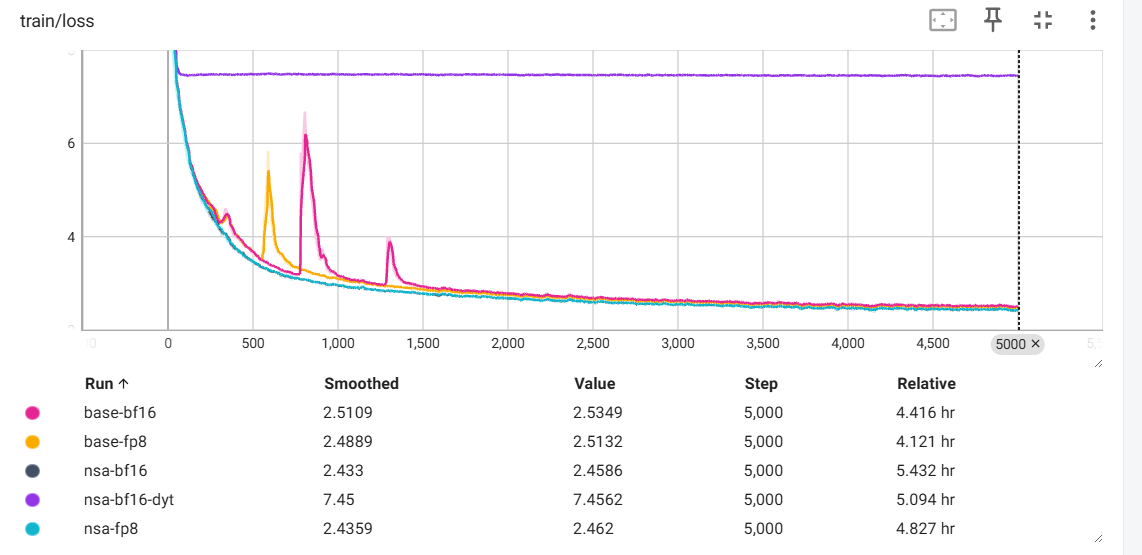 train/loss
6
4
0 500 1,000 1,500 2,000 2,500 3,000 3,500 4,000 4,500 5000 ×
Run ↑ Smoothed Value Step Relative
base-bf16 2.5109 2.5349 5,000 4.416 hr
base-fp8 2.4889 2.5132 5,000 4.121 hr
nsa-bf16 2.433 2.4586 5,000 5.432 hr
nsa-bf16-dyt 7.45 7.4562 5,000 5.094 hr
nsa-fp8 2.4359 2.462 5,000 4.827 hr